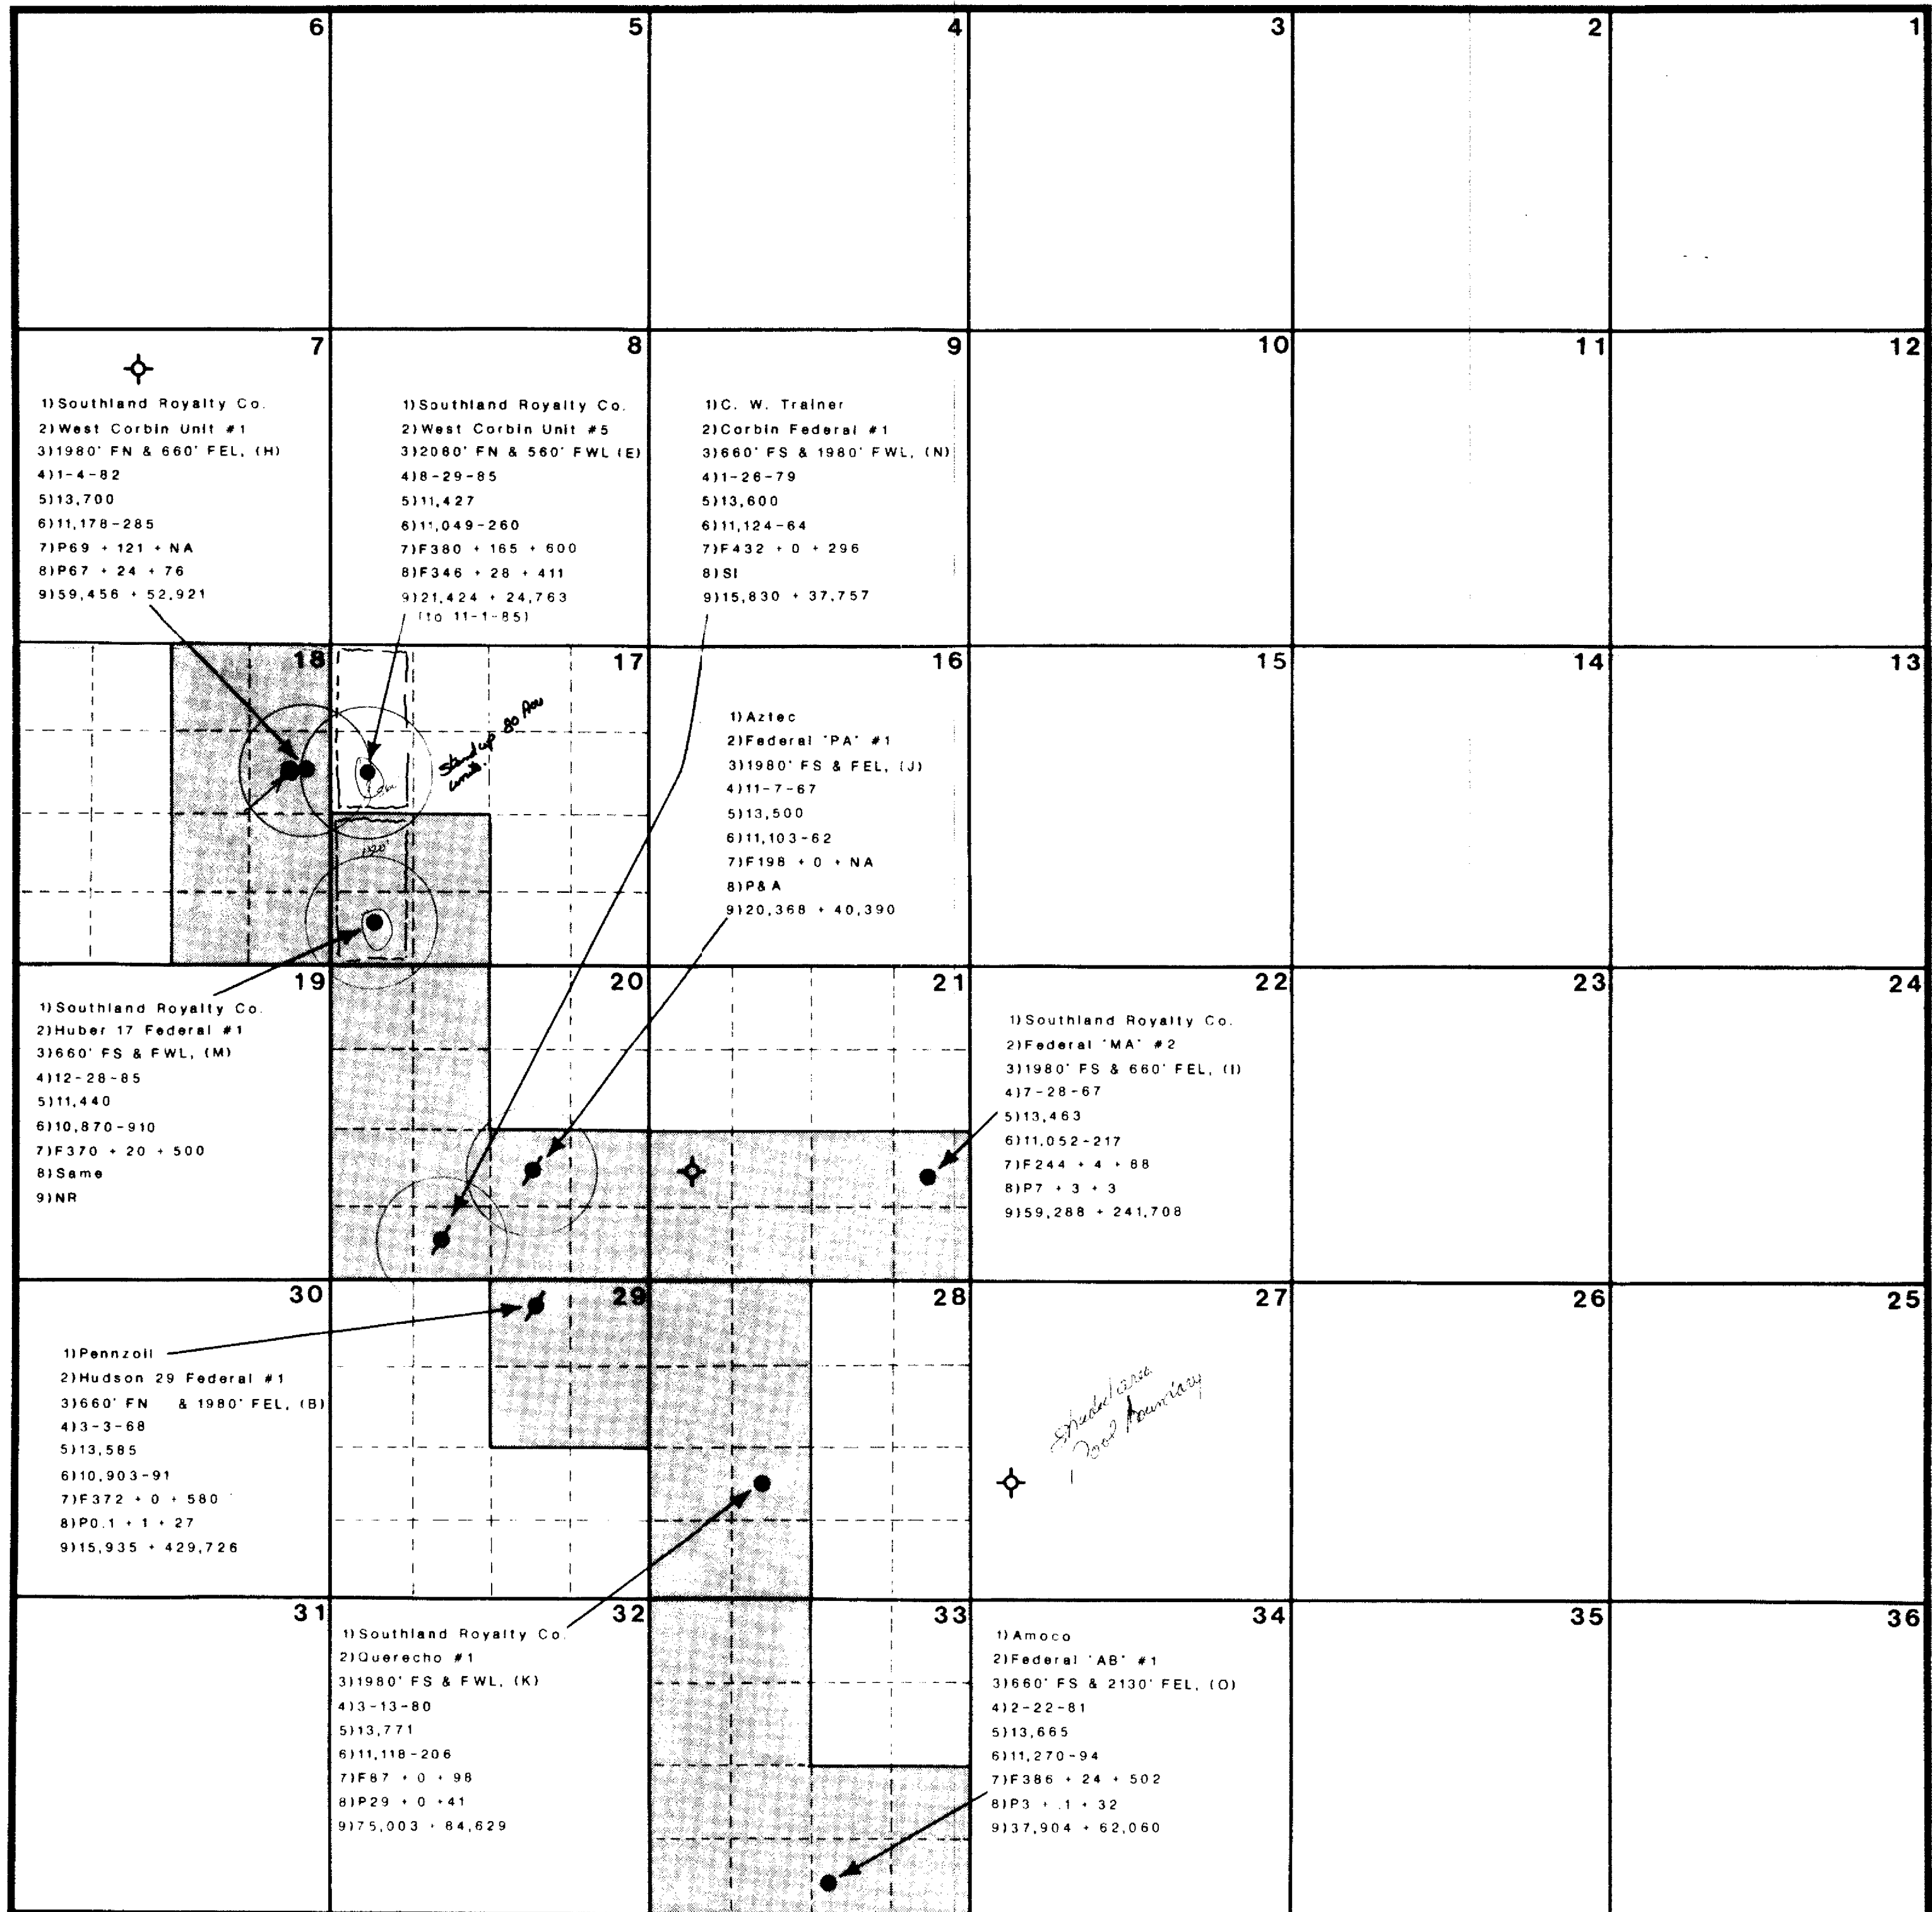 6
5
4
3
2
1
7
8
9
10
11
12
1)Southland Royalty Co.
2)West Corbin Unit #1
3)1980' FN & 660' FEL, (H)
4)1-4-82
5)13,700
6)11,178-285
7)P69 + 121 + NA
8)P67 + 24 + 76
9)59,456 + 52,921
1)Southland Royalty Co.
2)West Corbin Unit #5
3)2080' FN & 560' FWL (E)
4)8-29-85
5)11,427
6)11,049-260
7)F380 + 165 + 600
8)F346 + 28 + 411
9)21,424 + 24,763
(to 11-1-85)
1)C. W. Trainer
2)Corbin Federal #1
3)660' FS & 1980' FWL, (N)
4)1-26-79
5)13,600
6)11,124-64
7)F432 + 0 + 296
8)SI
9)15,830 + 37,757
18
17
16
15
14
13
Stand up 80 Acre
units.
1)Aztec
2)Federal "PA" #1
3)1980' FS & FEL, (J)
4)11-7-67
5)13,500
6)11,103-62
7)F198 + 0 + NA
8)P&A
9)20,368 + 40,390
19
20
21
22
23
24
1)Southland Royalty Co.
2)Huber 17 Federal #1
3)660' FS & FWL, (M)
4)12-28-85
5)11,440
6)10,870-910
7)F370 + 20 + 500
8)Same
9)NR
1)Southland Royalty Co.
2)Federal "MA" #2
3)1980' FS & 660' FEL, (I)
4)7-28-67
5)13,463
6)11,052-217
7)F244 + 4 + 88
8)P7 + 3 + 3
9)59,288 + 241,708
30
29
28
27
26
25
1)Pennzoil
2)Hudson 29 Federal #1
3)660' FN & 1980' FEL, (B)
4)3-3-68
5)13,585
6)10,903-91
7)F372 + 0 + 580
8)P0.1 + 1 + 27
9)15,935 + 429,726
Shaded area
Pool Boundary
31
32
33
34
35
36
1)Southland Royalty Co.
2)Querecho #1
3)1980' FS & FWL, (K)
4)3-13-80
5)13,771
6)11,118-206
7)F87 + 0 + 98
8)P29 + 0 +41
9)75,003 + 84,629
1)Amoco
2)Federal "AB" #1
3)660' FS & 2130' FEL, (O)
4)2-22-81
5)13,665
6)11,270-94
7)F386 + 24 + 502
8)P3 + .1 + 32
9)37,904 + 62,060